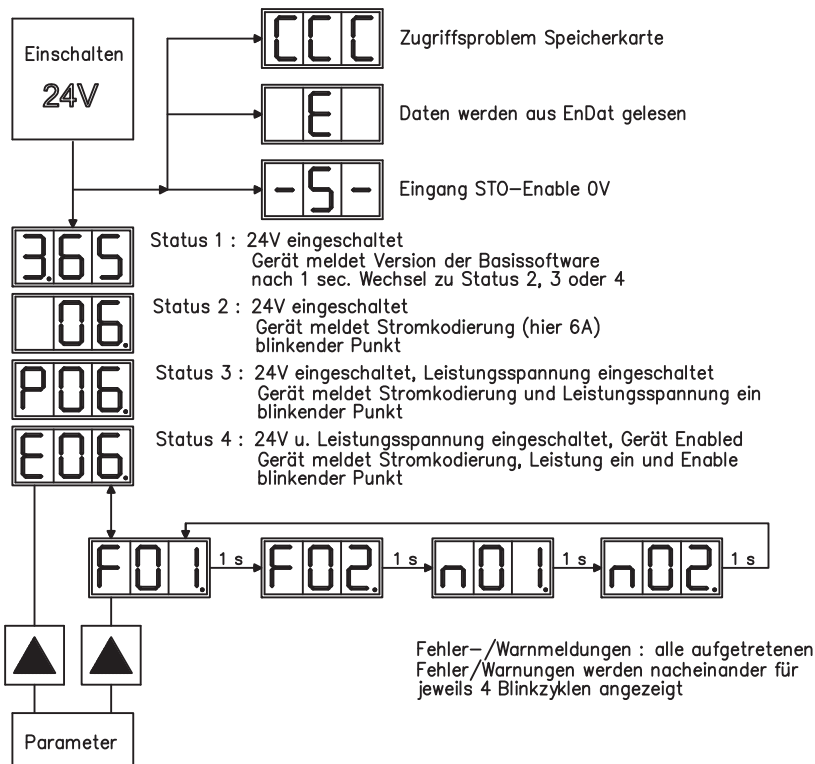 Einschalten
24V
CCC
Zugriffsproblem Speicherkarte
E
Daten werden aus EnDat gelesen
-S-
Eingang STO-Enable 0V
3.65
Status 1 : 24V eingeschaltet
Gerät meldet Version der Basissoftware
nach 1 sec. Wechsel zu Status 2, 3 oder 4
06.
Status 2 : 24V eingeschaltet
Gerät meldet Stromkodierung (hier 6A)
blinkender Punkt
P06.
Status 3 : 24V eingeschaltet, Leistungsspannung eingeschaltet
Gerät meldet Stromkodierung und Leistungsspannung ein
blinkender Punkt
E06.
Status 4 : 24V u. Leistungsspannung eingeschaltet, Gerät Enabled
Gerät meldet Stromkodierung, Leistung ein und Enable
blinkender Punkt
F01.
1 s
F02.
1 s
n01.
1 s
n02.
1 s
Fehler-/Warnmeldungen : alle aufgetretenen
Fehler/Warnungen werden nacheinander für
jeweils 4 Blinkzyklen angezeigt
Parameter